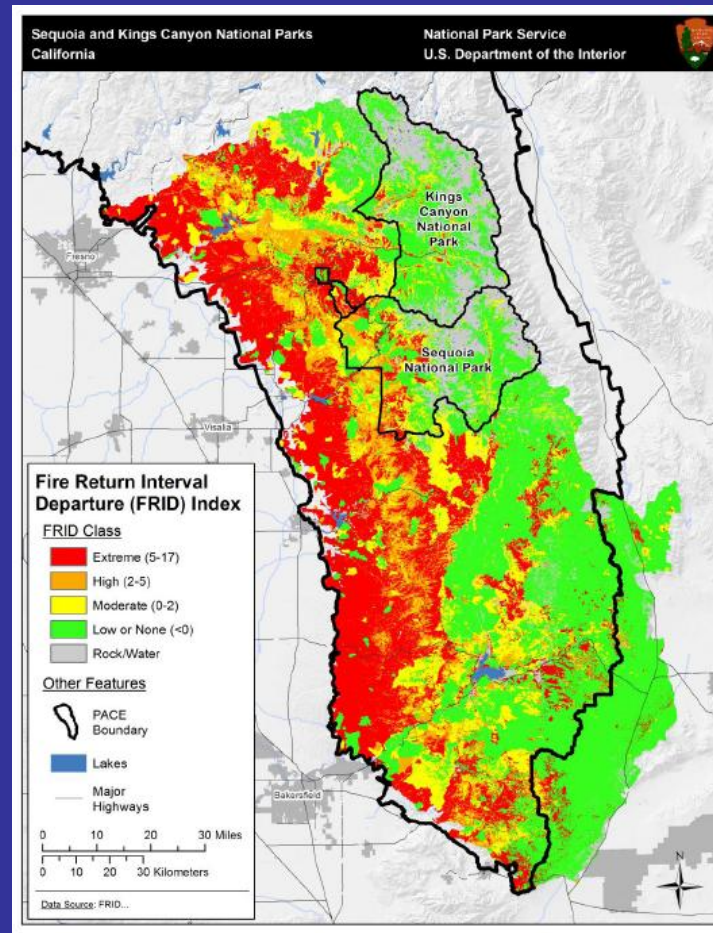 Sequoia and Kings Canyon National Parks
California
National Park Service
U.S. Department of the Interior
Kings
Canyon
National
Park
Fresno
Sequoia
National Park
Visalia
Fire Return Interval
Departure (FRID) Index
FRID Class
Extreme (5-17)
High (2-5)
Moderate (0-2)
Low or None (<0)
Rock/Water
Other Features
PACE
Boundary
Lakes
Major
Highways
0 10 20 30 Miles
0 10 20 30 Kilometers
Data Source: FRID...
Bakersfield
N